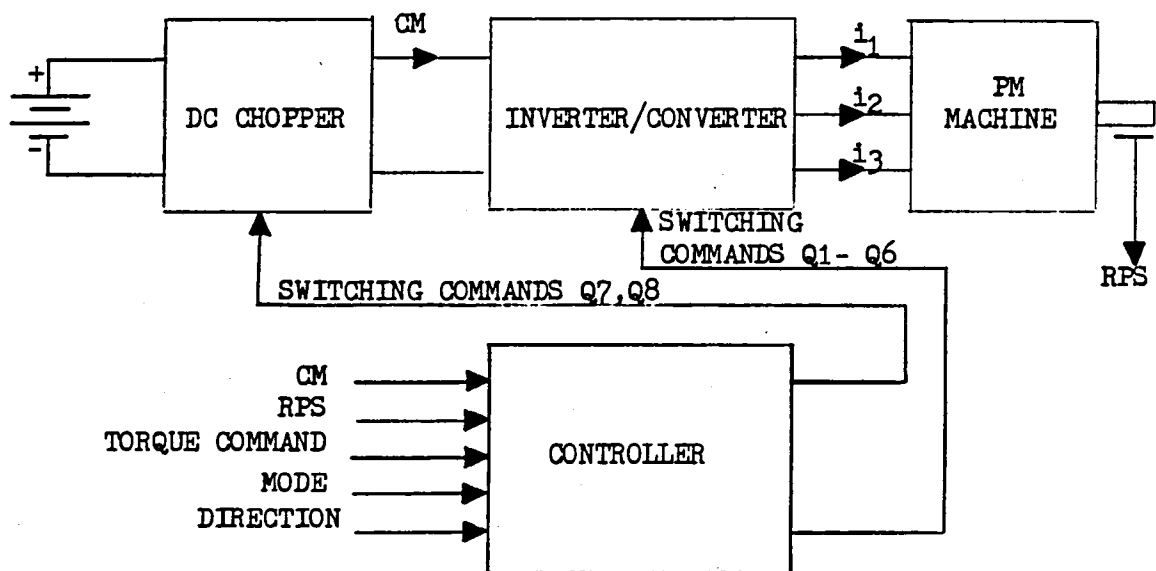 CM
i1
i2
i3
+
-
DC CHOPPER
INVERTER/CONVERTER
PM
MACHINE
RPS
SWITCHING
COMMANDS Q1- Q6
SWITCHING COMMANDS Q7,Q8
CM
RPS
TORQUE COMMAND
MODE
DIRECTION
CONTROLLER